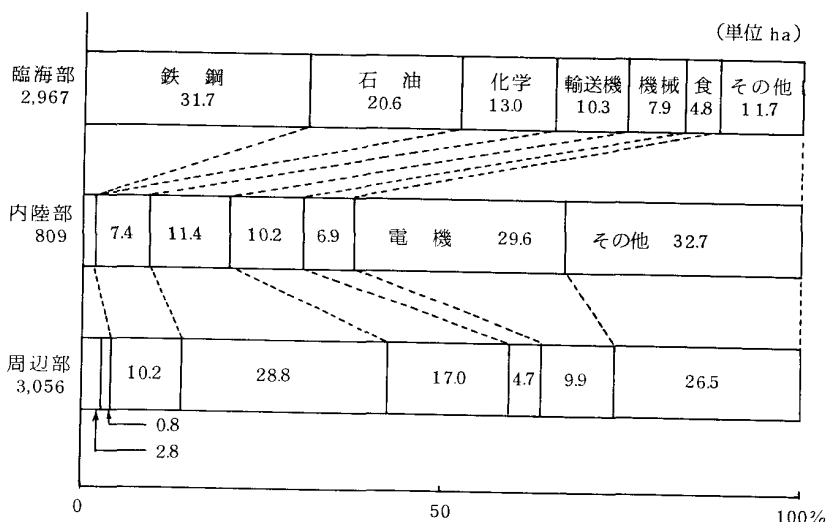 (単位 ha)
臨海部
2,967
鉄鋼
31.7
石油
20.6
化学
13.0
輸送機
10.3
機械
7.9
食
4.8
その他
11.7
内陸部
809
7.4
11.4
10.2
6.9
電機 29.6
その他 32.7
周辺部
3,056
10.2
28.8
17.0
4.7
9.9
26.5
0.8
2.8
0
50
100%